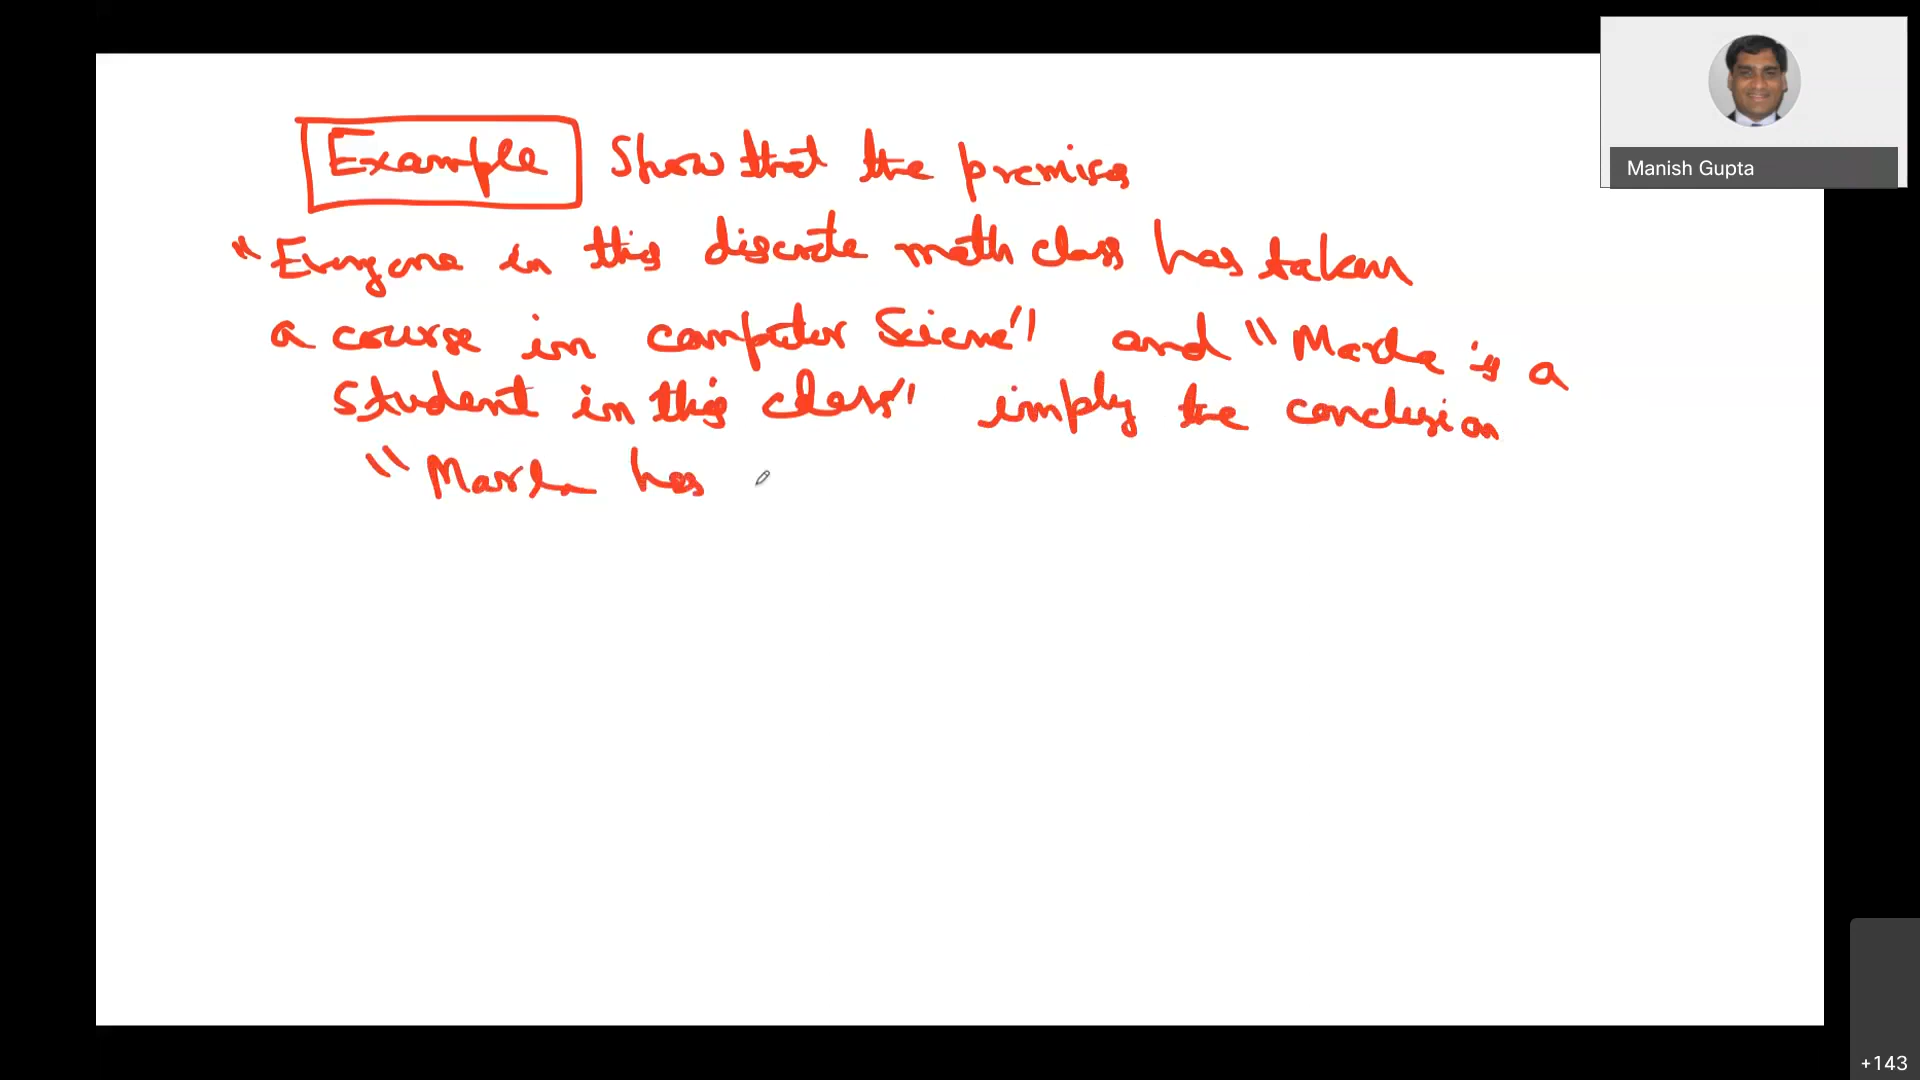 Example Show that the premises
"Everyone in this discrete math class has taken
a course in computer Science" and "Marla is a
student in this class" imply the conclusion
"Marla has
Manish Gupta
+143